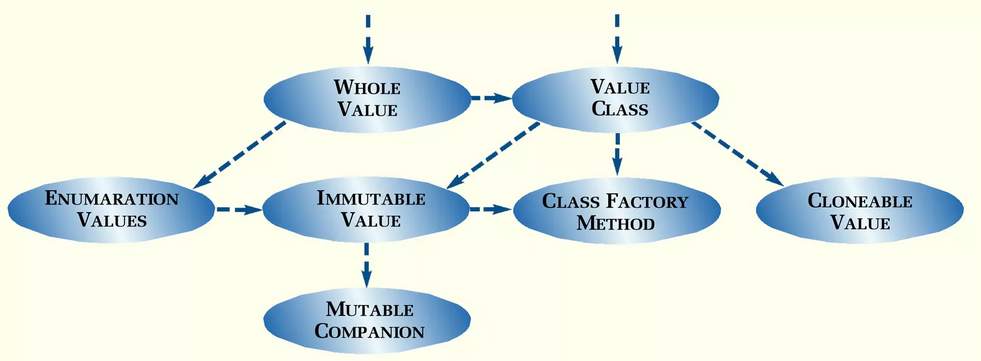 WHOLE
VALUE
VALUE
CLASS
ENUMARATION
VALUES
IMMUTABLE
VALUE
CLASS FACTORY
METHOD
CLONEABLE
VALUE
MUTABLE
COMPANION